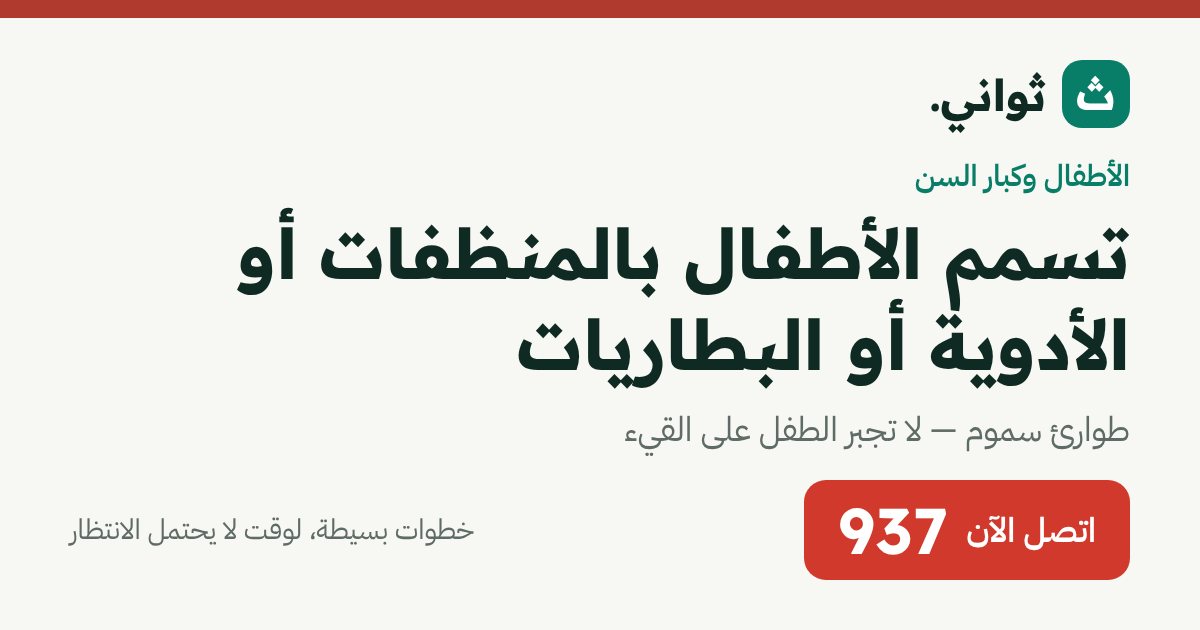 ث
ثواني.
الأطفال وكبار السن
تسمم الأطفال بالمنظفات أو
الأدوية أو البطاريات
طوارئ سموم — لا تجبر الطفل على القيء
اتصل الآن 937
خطوات بسيطة، لوقت لا يحتمل الانتظار